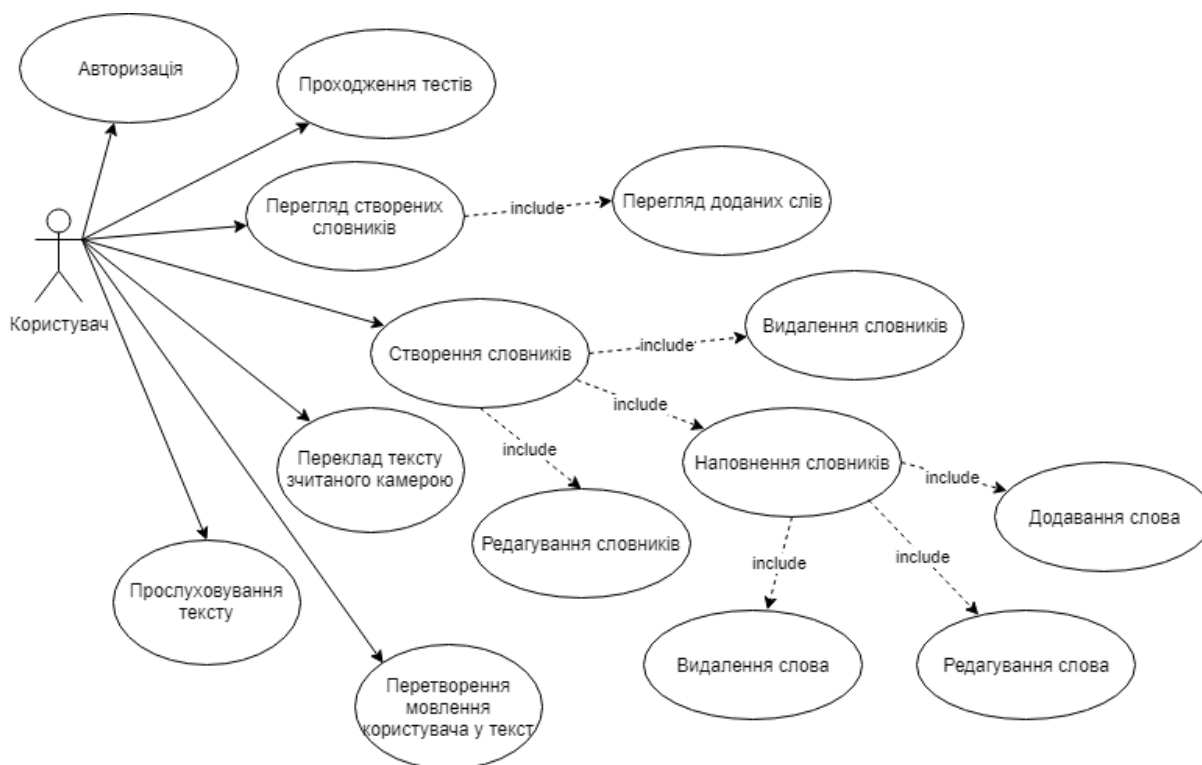 Авторизація
Проходження тестів
Перегляд створених
словників
include
Перегляд доданих слів
Користувач
Створення словників
include
Видалення словників
include
Наповнення словників
include
Додавання слова
include
Редагування словників
Переклад тексту
зчитаного камерою
include
Видалення слова
include
Редагування слова
Прослуховування
тексту
Перетворення
мовлення
користувача у текст